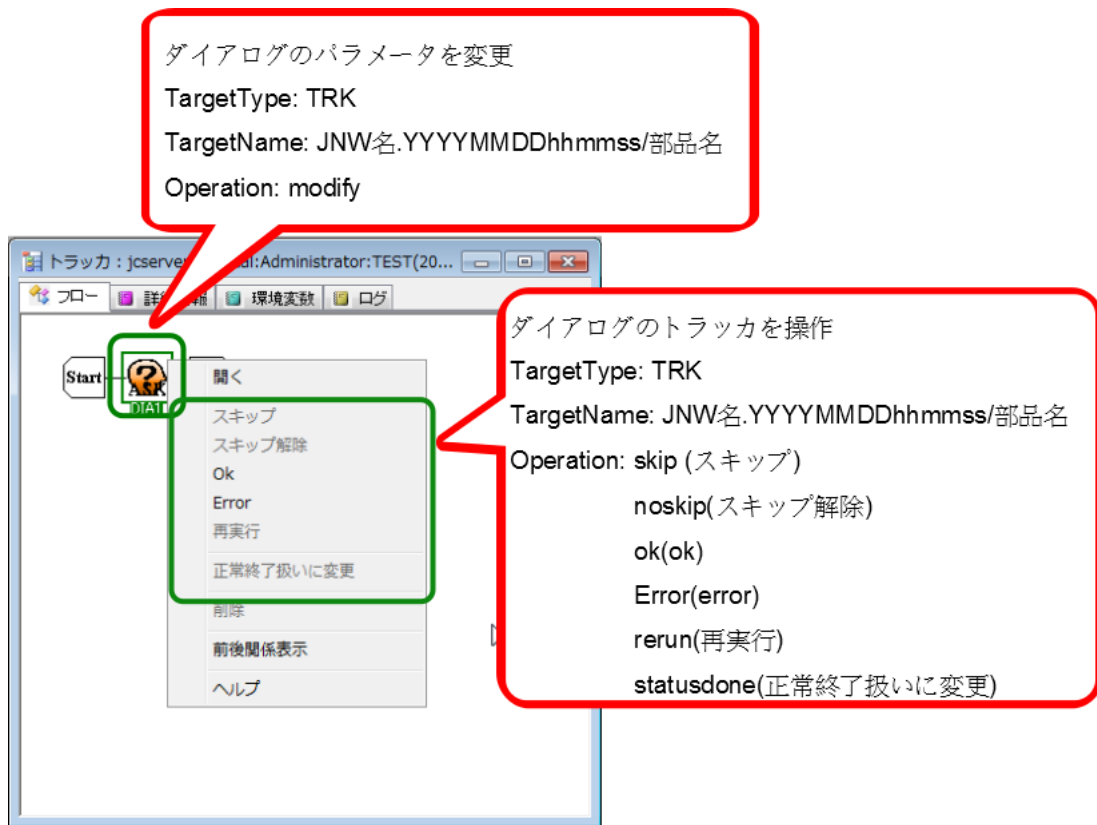 ダイアログのパラメータを変更
TargetType: TRK
TargetName: JNW名.YYYYMMDDhhmmss/部品名
Operation: modify
トラッカ : jcserver al:Administrator:TEST(20...
フロー 詳細 報 環境変数 ログ
Start
ASK
DIA1
開く
スキップ
スキップ解除
Ok
Error
再実行
正常終了扱いに変更
削除
前後関係表示
ヘルプ
ダイアログのトラッカを操作
TargetType: TRK
TargetName: JNW名.YYYYMMDDhhmmss/部品名
Operation: skip (スキップ)
noskip(スキップ解除)
ok(ok)
Error(error)
rerun(再実行)
statusdone(正常終了扱いに変更)